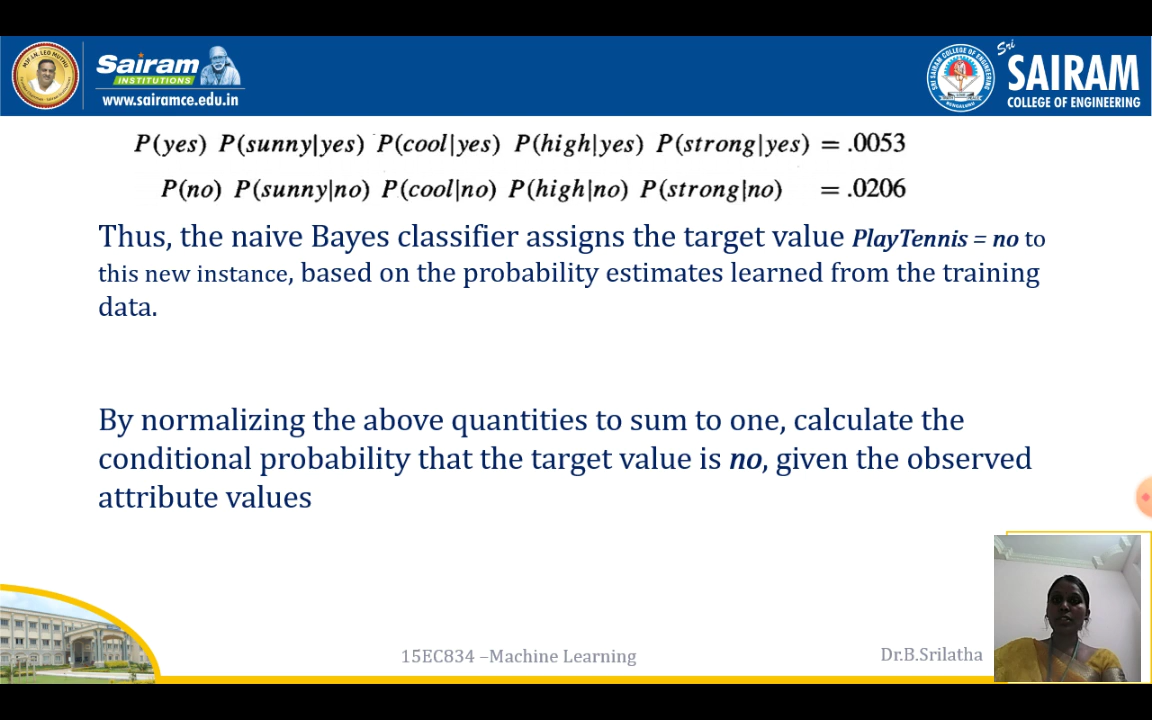 Sairam
INSTITUTIONS
www.sairamce.edu.in
Sri
SAIRAM
COLLEGE OF ENGINEERING
P(yes) P(sunny|yes) P(cool|yes) P(high|yes) P(strong|yes) = .0053
P(no) P(sunny|no) P(cool|no) P(high|no) P(strong|no) = .0206
Thus, the naive Bayes classifier assigns the target value PlayTennis = no to
this new instance, based on the probability estimates learned from the training
data.
By normalizing the above quantities to sum to one, calculate the
conditional probability that the target value is no, given the observed
attribute values
15EC834 –Machine Learning
Dr.B.Srilatha